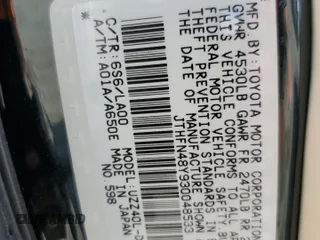 MFD. BY: TOYOTA MOTOR CORPORATION
GVWR 4530LB GAWR FR 2470LB RR
THIS VEHICLE CONFORMS TO ALL
FEDERAL MOTOR VEHICLE
THEFT PREVENTION STANDARDS
THE DATE OF MANUFACTURE SHOWN
JTHFN48Y930048533
C/TR: 6S6/LA00
A/TM: A01A/A650E
MADE IN JAPAN
NO 598